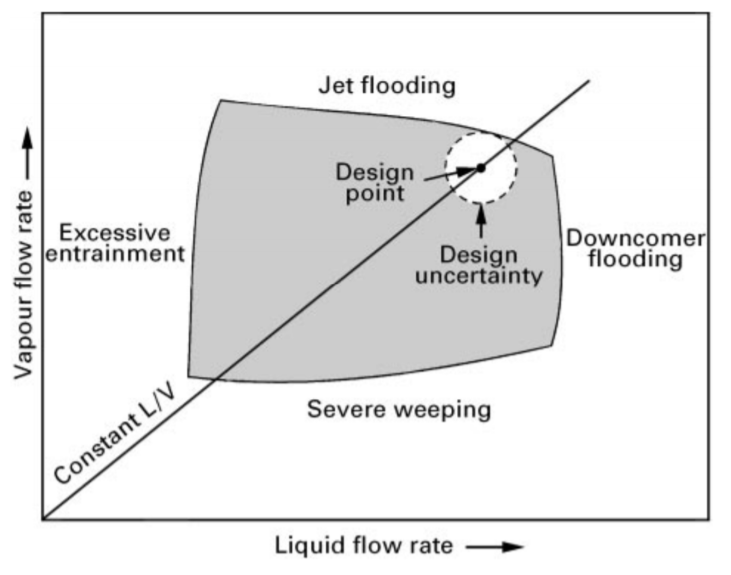 Jet flooding
Design
point
Excessive
entrainment
Downcomer
flooding
Design
uncertainty
Vapour flow rate
Constant L/V
Severe weeping
Liquid flow rate